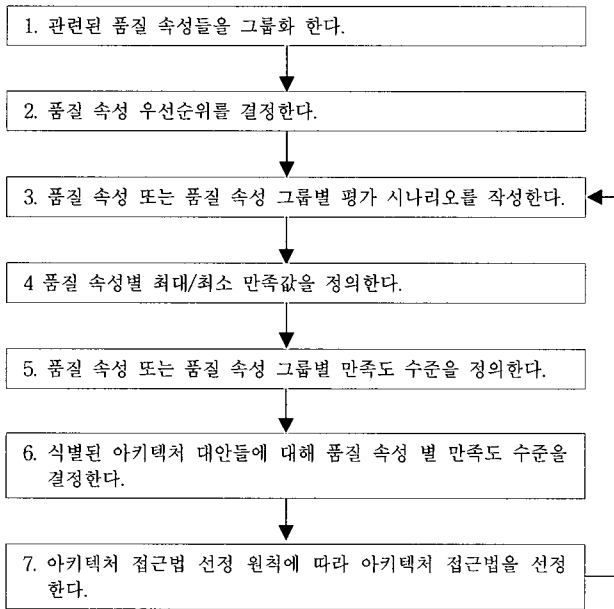 1. 관련된 품질 속성들을 그룹화 한다.
2. 품질 속성 우선순위를 결정한다.
3. 품질 속성 또는 품질 속성 그룹별 평가 시나리오를 작성한다.
4 품질 속성별 최대/최소 만족값을 정의한다.
5. 품질 속성 또는 품질 속성 그룹별 만족도 수준을 정의한다.
6. 식별된 아키텍처 대안들에 대해 품질 속성 별 만족도 수준을
결정한다.
7. 아키텍처 접근법 선정 원칙에 따라 아키텍처 접근법을 선정
한다.